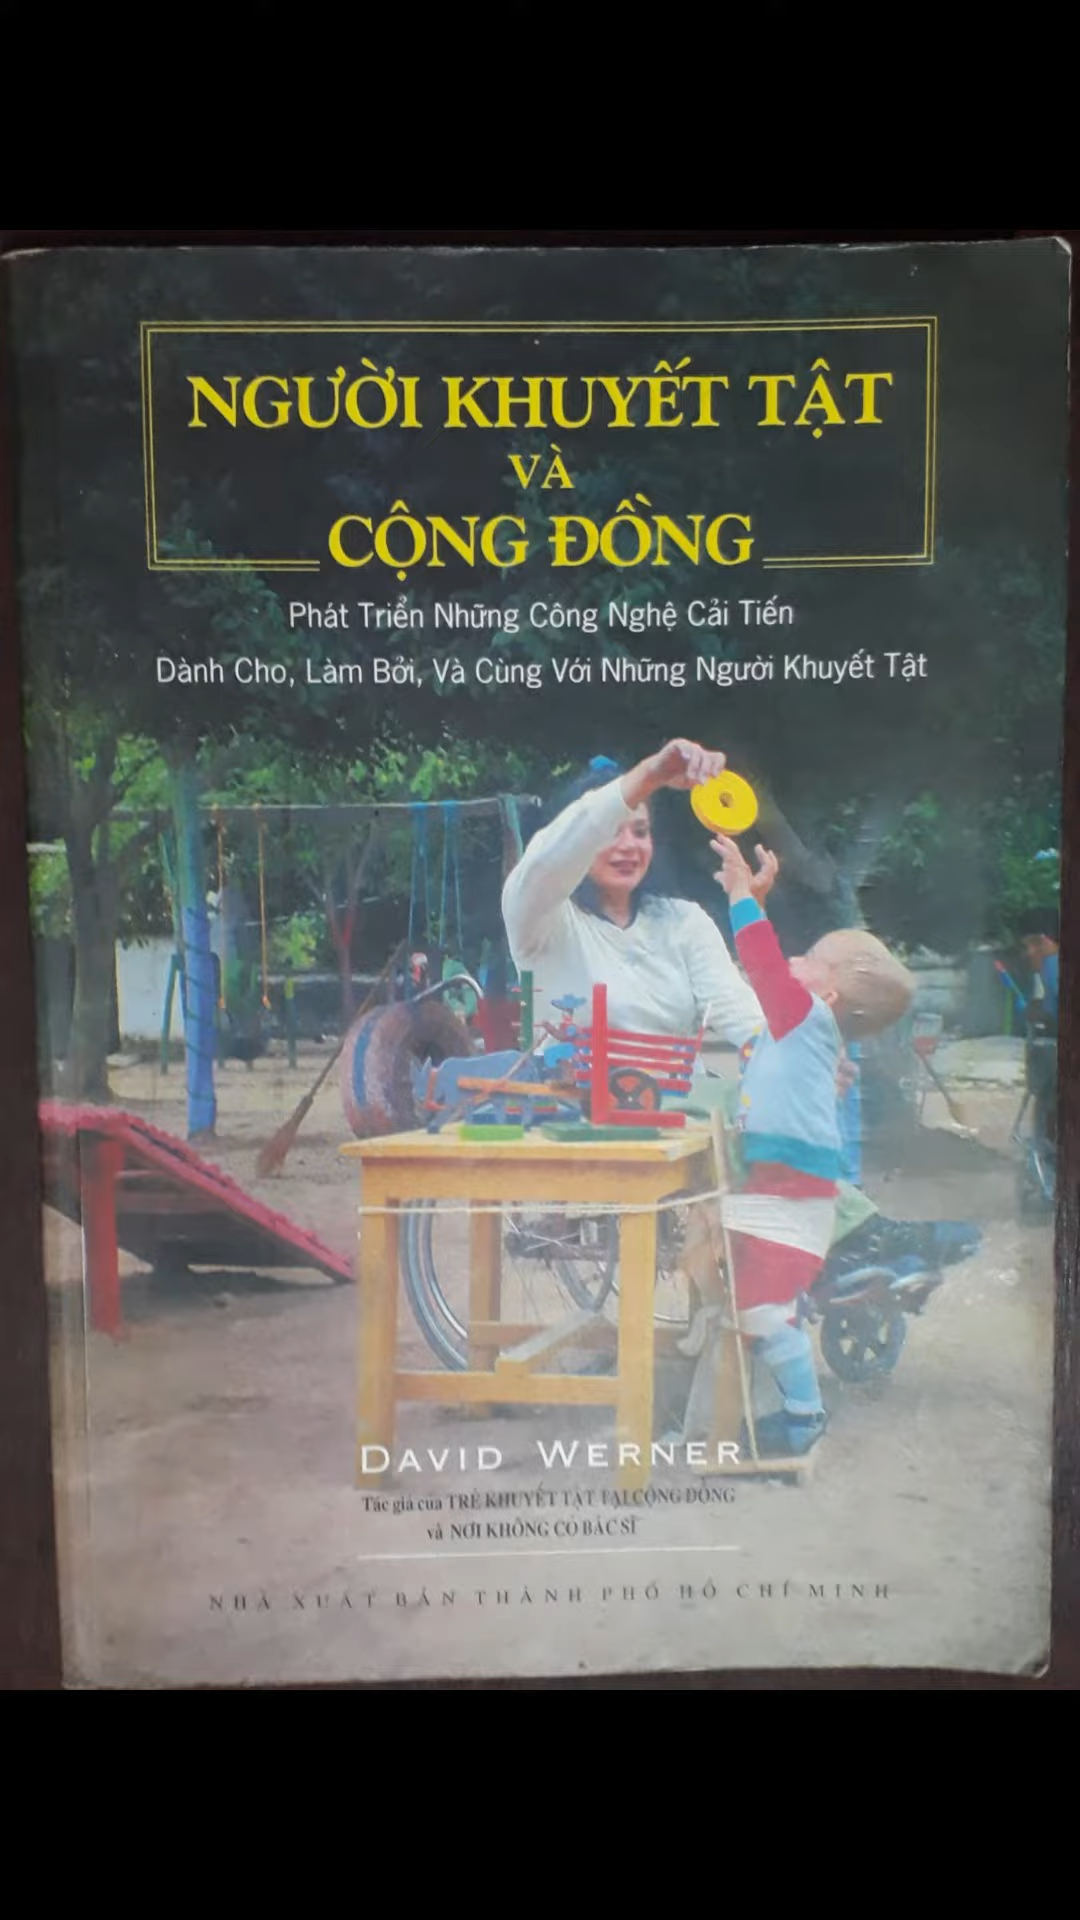 NGƯỜI KHUYẾT TẬT
VÀ
CỘNG ĐỒNG
Phát Triển Những Công Nghệ Cải Tiến
Dành Cho, Làm Bởi, Và Cùng Với Những Người Khuyết Tật
DAVID WERNER
Tác giả của TRẺ KHUYẾT TẬT TẠI CỘNG ĐỒNG
và NƠI KHÔNG CÓ BÁC SĨ
NHÀ XUẤT BẢN THÀNH PHỐ HỒ CHÍ MINH